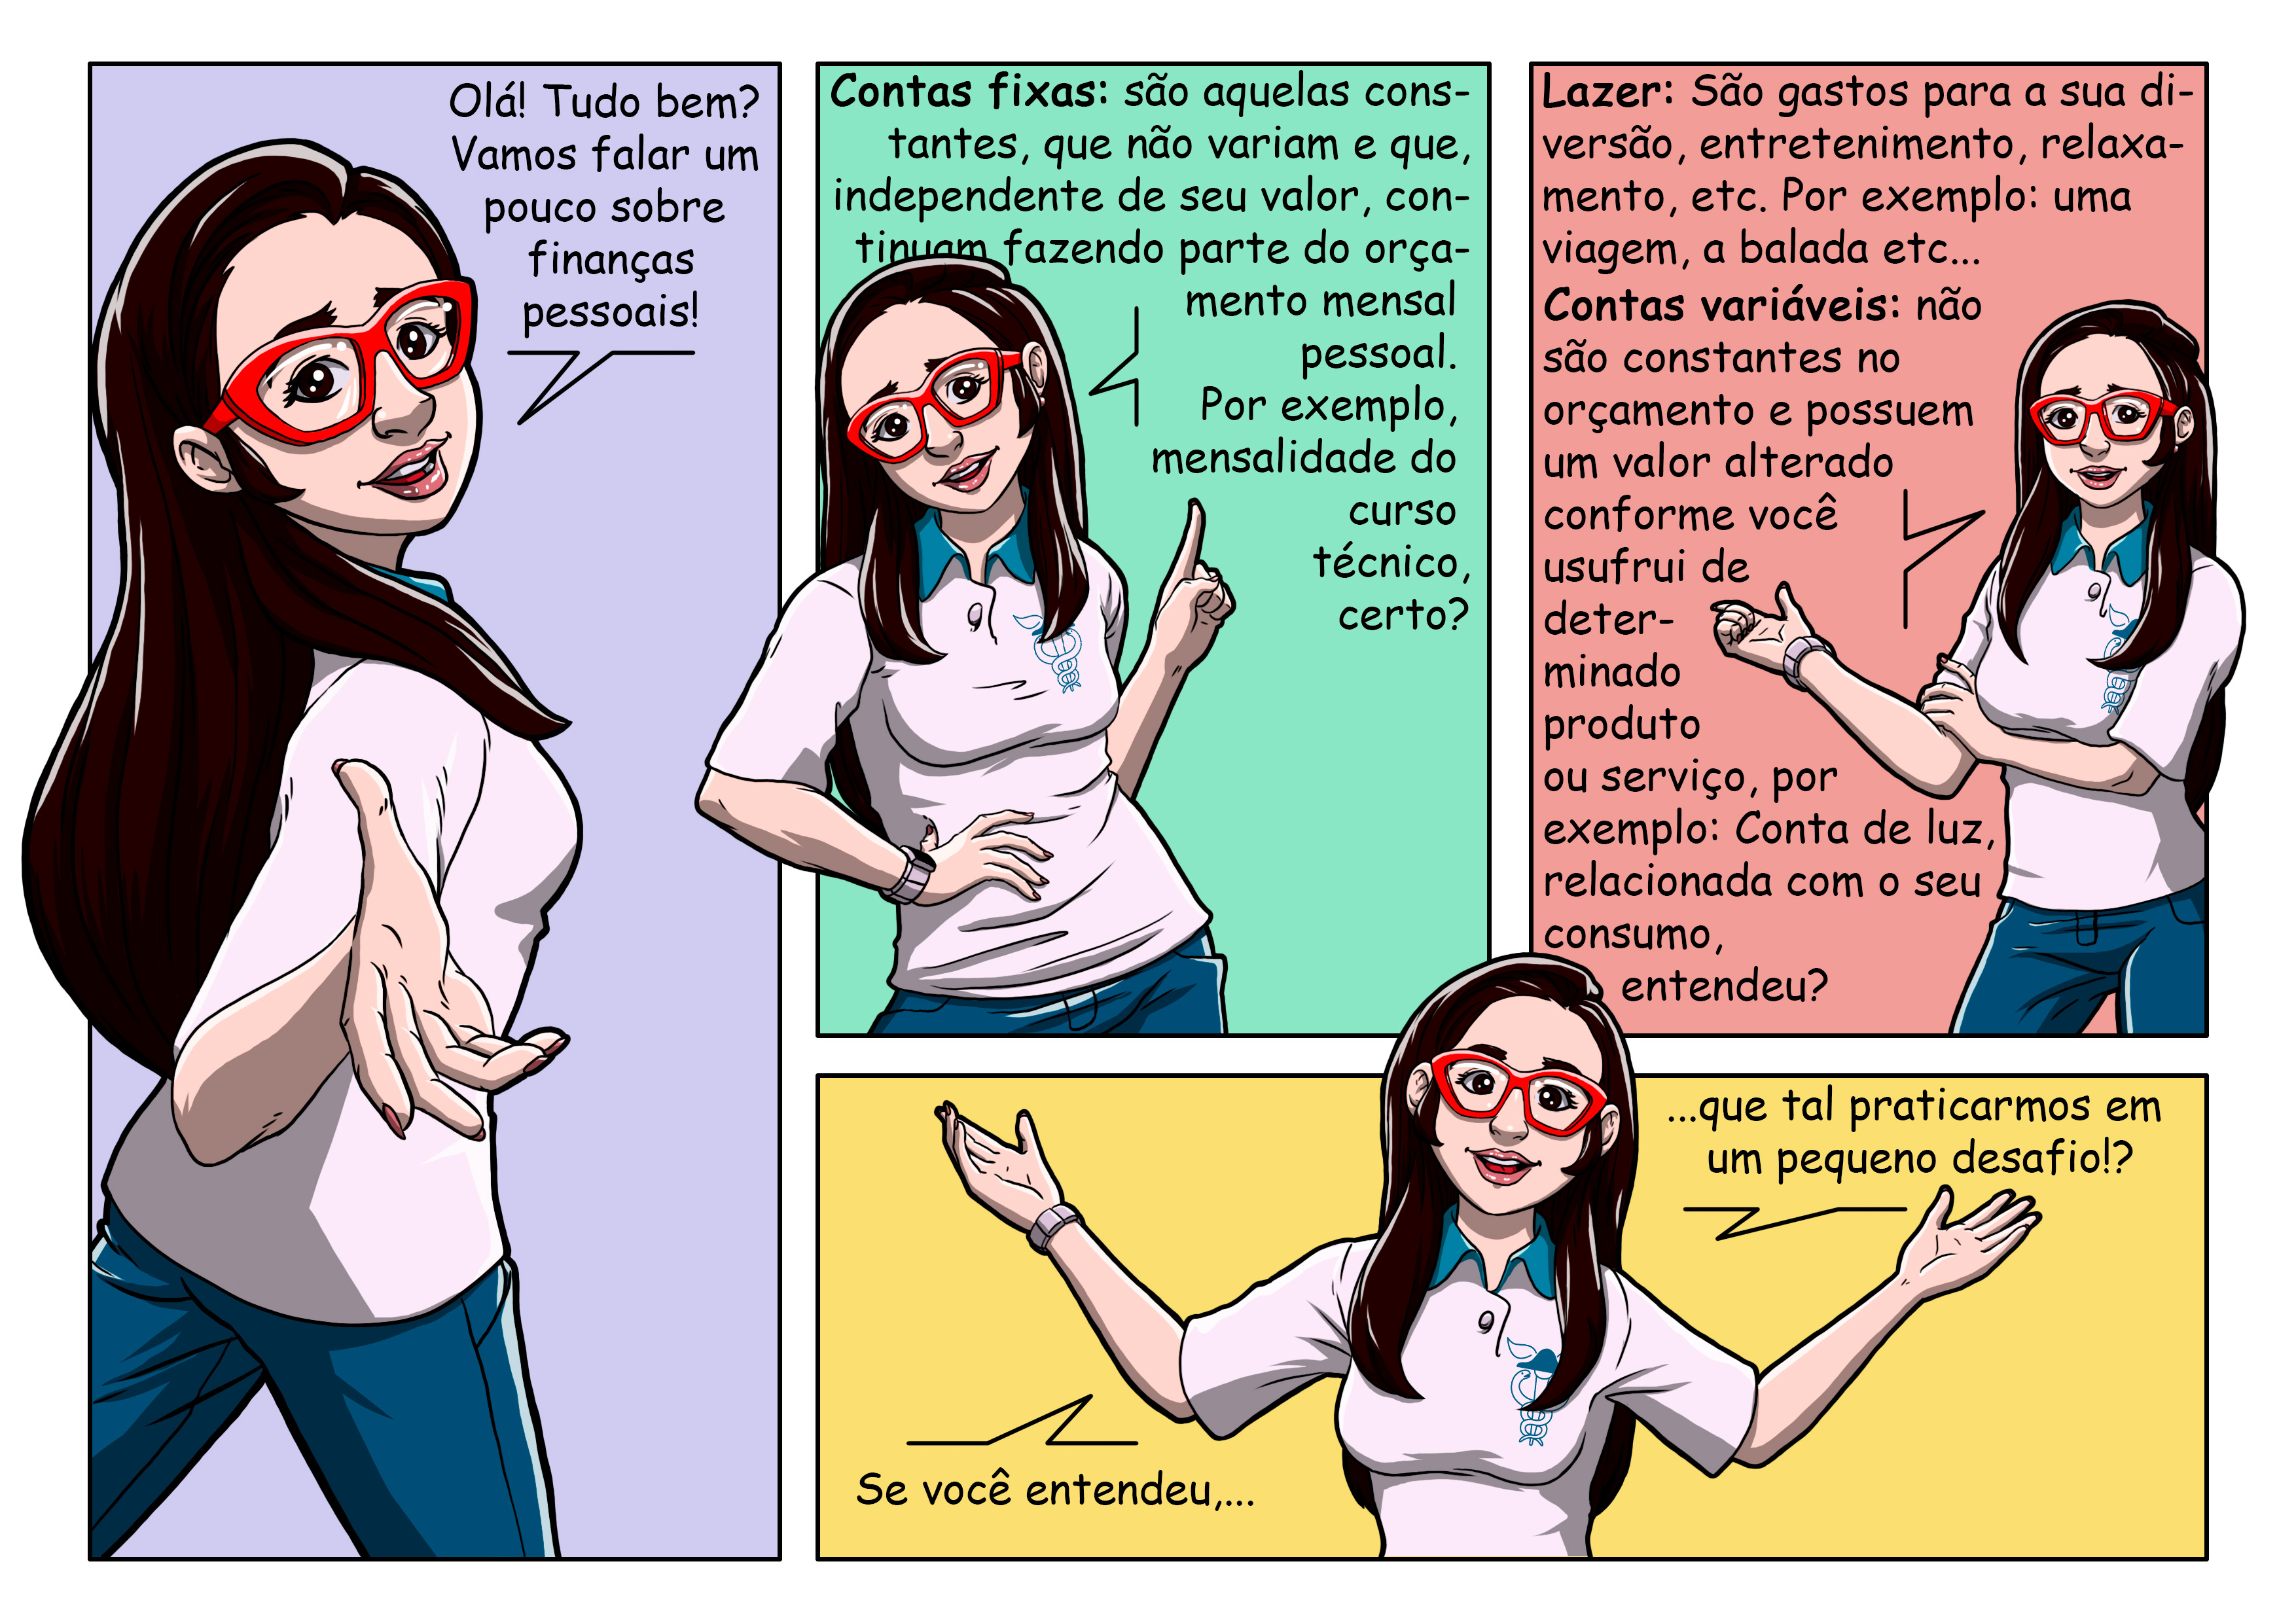 Olá! Tudo bem?
Vamos falar um
pouco sobre
finanças
pessoais!
Contas fixas: são aquelas cons-
tantes, que não variam e que,
independente de seu valor, con-
tinuam fazendo parte do orça-
mento mensal
pessoal.
Por exemplo,
mensalidade do
curso
técnico,
certo?
Lazer: São gastos para a sua di-
versão, entretenimento, relaxa-
mento, etc. Por exemplo: uma
viagem, a balada etc...
Contas variáveis: não
são constantes no
orçamento e possuem
um valor alterado
conforme você
usufrui de
deter-
minado
produto
ou serviço, por
exemplo: Conta de luz,
relacionada com o seu
consumo,
entendeu?
Se você entendeu,...
...que tal praticarmos em
um pequeno desafio!?